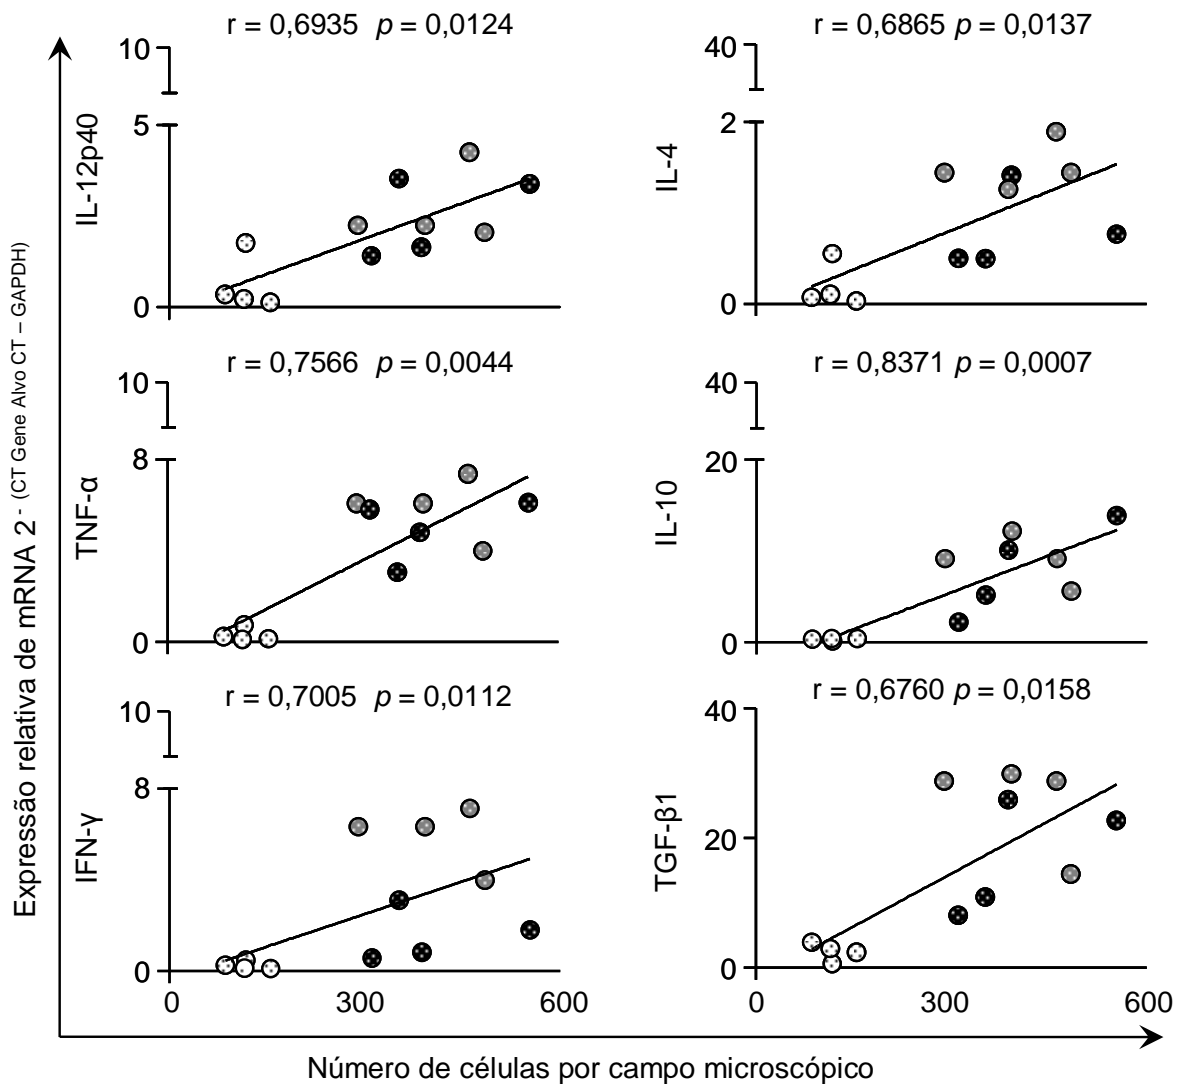 r = 0,6935 p = 0,0124
10
5
0
IL-12p40
r = 0,6865 p = 0,0137
40
2
0
IL-4
r = 0,7566 p = 0,0044
10
8
0
TNF-α
r = 0,8371 p = 0,0007
40
20
0
IL-10
r = 0,7005 p = 0,0112
10
8
0
IFN-γ
0 300 600
r = 0,6760 p = 0,0158
40
20
0
TGF-β1
0 300 600
Expressão relativa de mRNA 2 - (CT Gene Alvo CT – GAPDH)
Número de células por campo microscópico